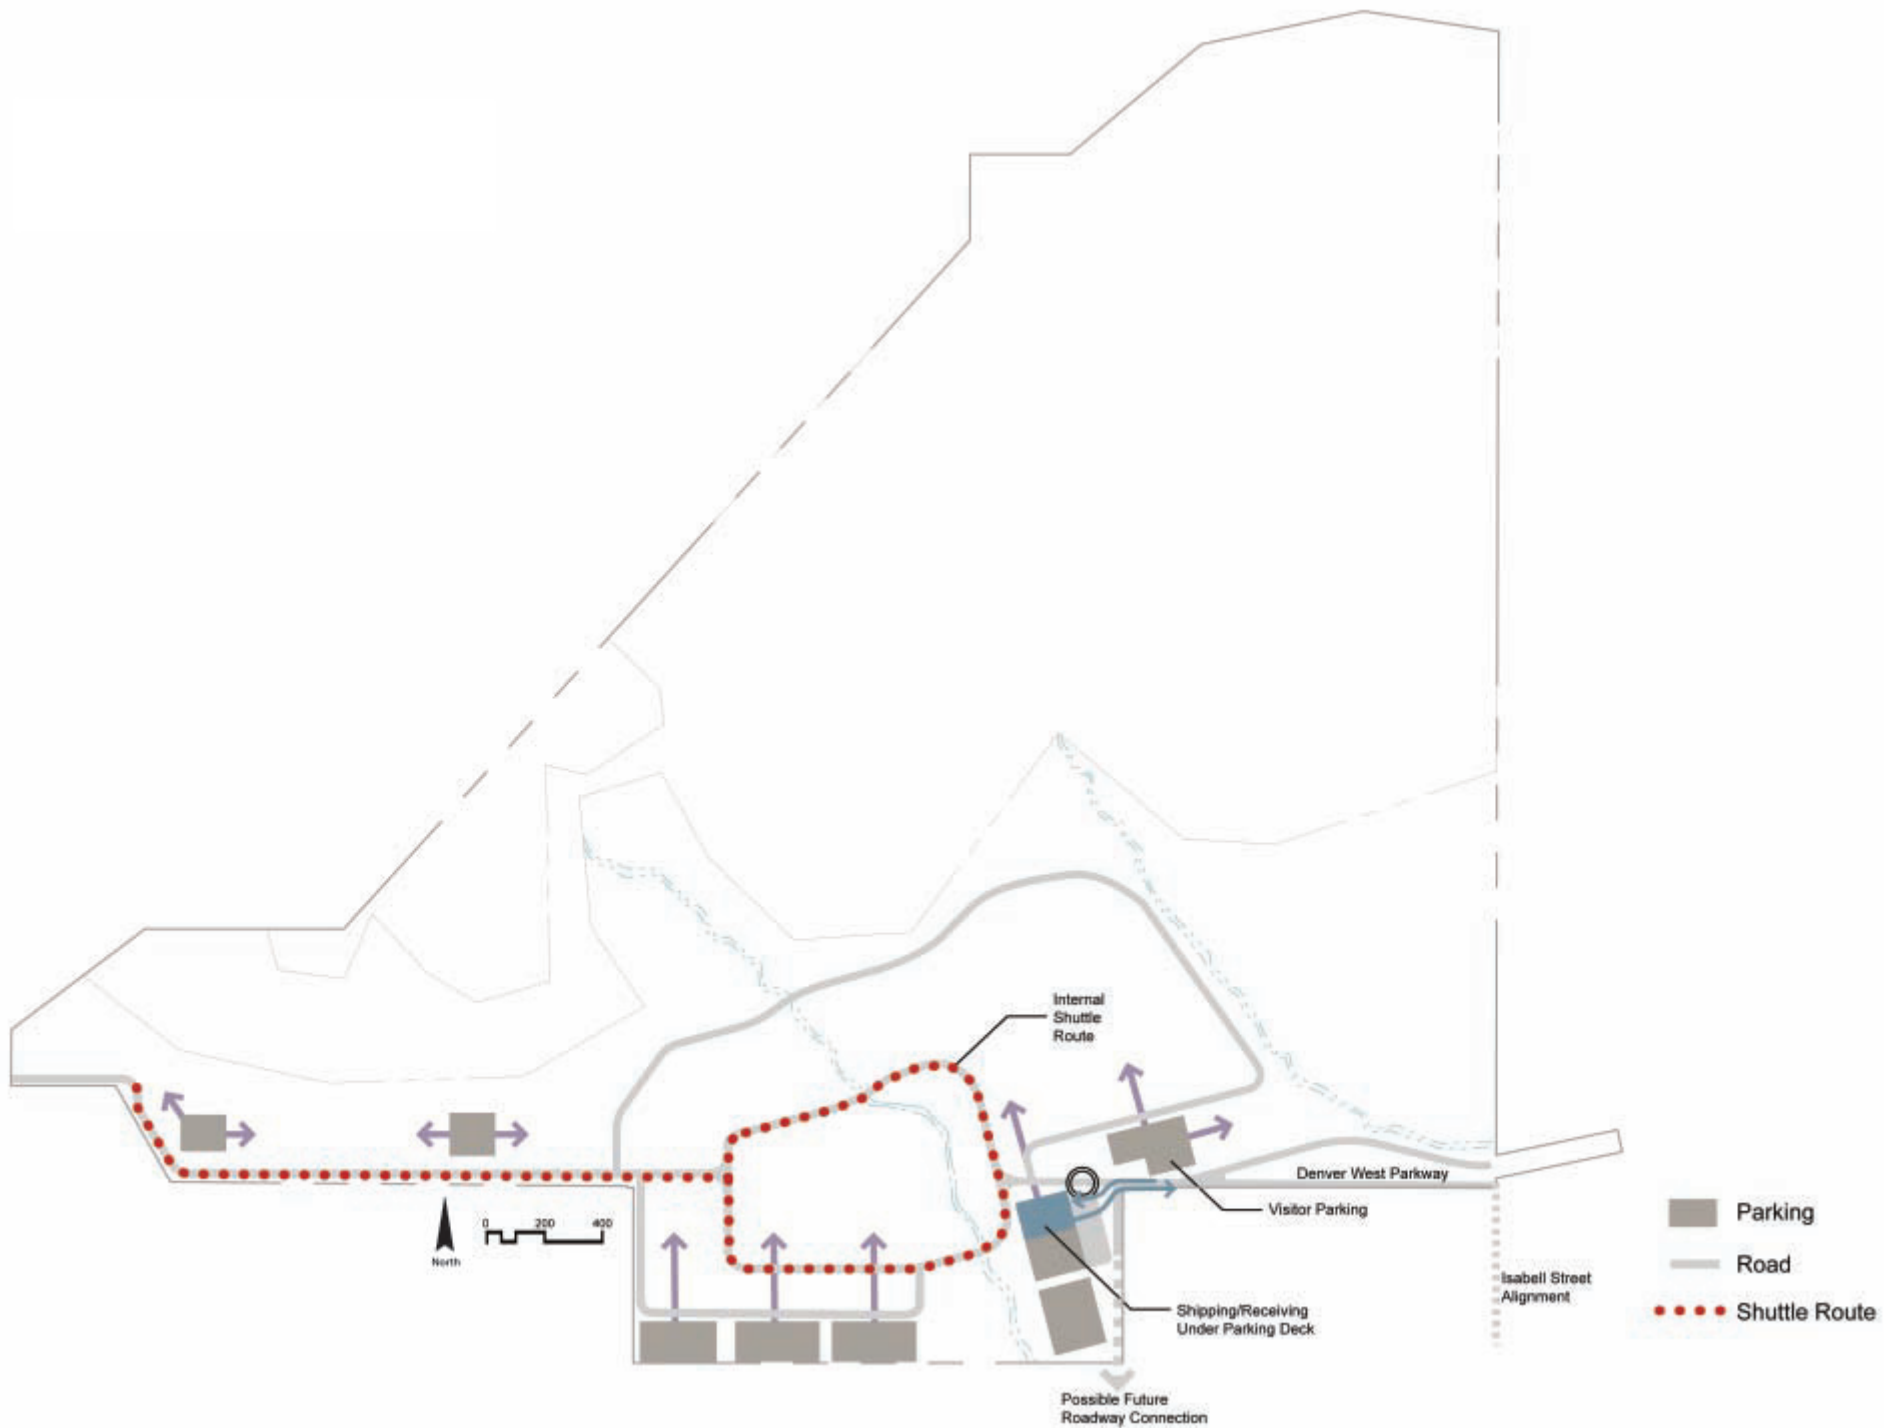 Internal
Shuttle
Route
Denver West Parkway
Visitor Parking
0 200 400
North
Shipping/Receiving
Under Parking Deck
Isabell Street
Alignment
Possible Future
Roadway Connection
Parking
Road
Shuttle Route